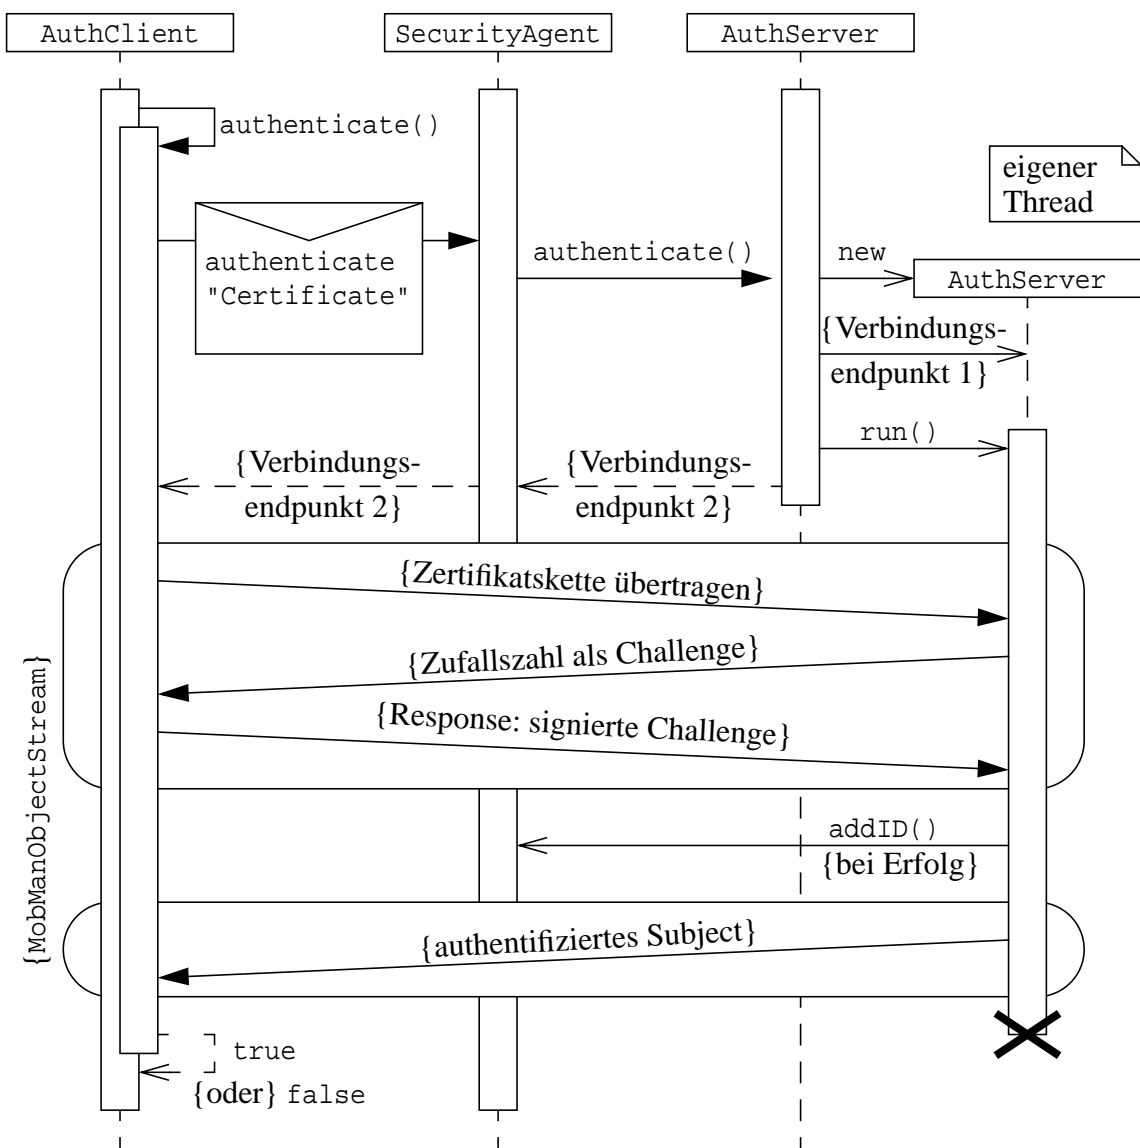 AuthClient
SecurityAgent
AuthServer
authenticate()
eigener
Thread
authenticate
"Certificate"
authenticate()
new
AuthServer
{Verbindungs-
endpunkt 1}
run()
{Verbindungs-
endpunkt 2}
{Verbindungs-
endpunkt 2}
{Zertifikatskette übertragen}
{Zufallszahl als Challenge}
{Response: signierte Challenge}
{MobManObjectStream}
addID()
{bei Erfolg}
{authentifiziertes Subject}
true
{oder} false